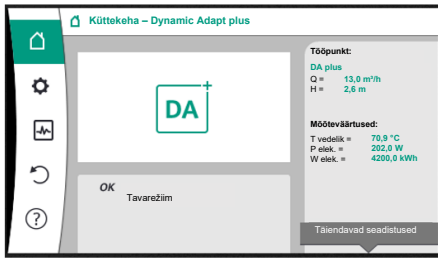 Küttekeha – Dynamic Adapt plus
DA+
OK
Tavarežiim
Tööpunkt:
DA plus
Q = 13,0 m³/h
H = 2,6 m
Mõõteväärtused:
T vedelik = 70,9 °C
P elek. = 202,0 W
W elek. = 4200,0 kWh
Täiendavad seadistused
?